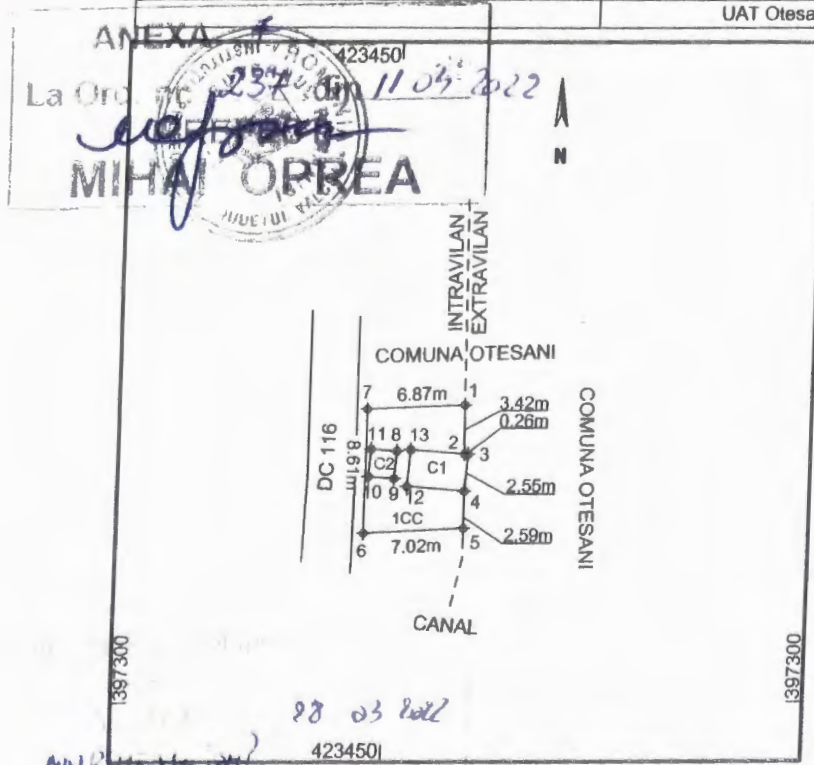 UAT Otesa
ANEXA
423450
La Ord. nr 237 din 11 03 2022
MIHAI OPREA
JUDETUL
N
INTRAVILAN
EXTRAVILAN
COMUNA OTESANI
7 6.87m 1
3.42m
0.26m
11 8 13 2 3
C2 C1
DC 116
8.61m
10 9 12 4
2.55m
COMUNA OTESANI
1CC
2.59m
6 7.02m 5
CANAL
397300
397300
28 03 2022
423450